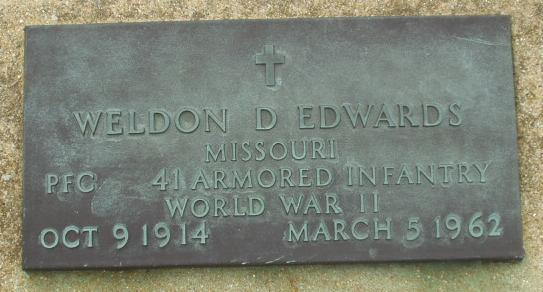 WELDON D EDWARDS
MISSOURI
PFC 41 ARMORED INFANTRY
WORLD WAR II
OCT 9 1914 MARCH 5 1962